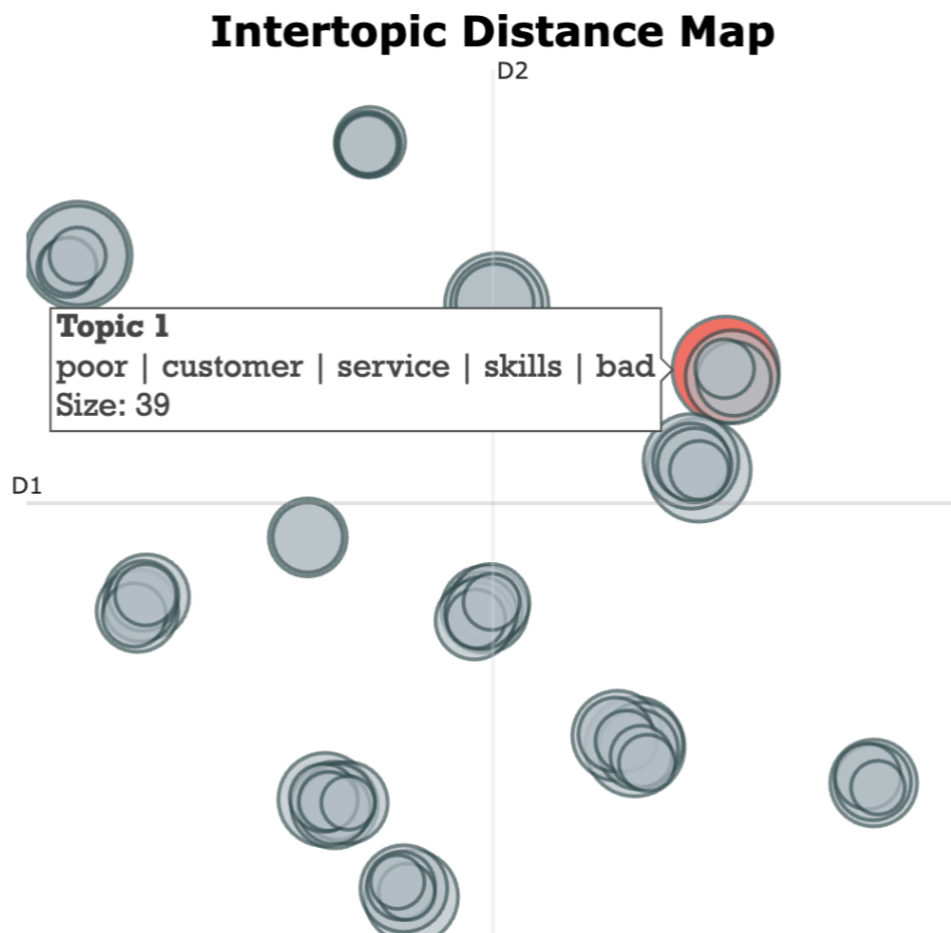 Intertopic Distance Map
D2
Topic 1
poor | customer | service | skills | bad
Size: 39
D1